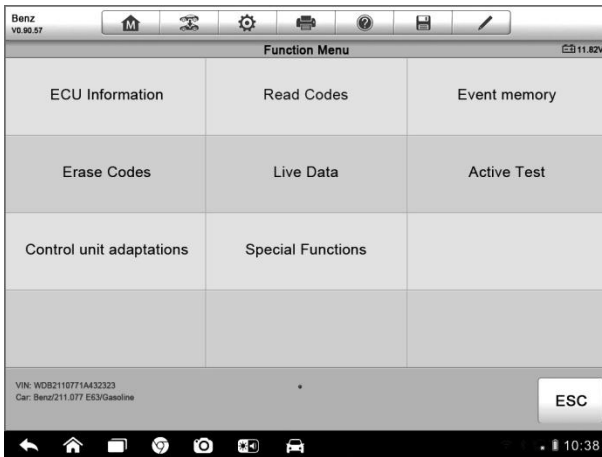 Benz
V0.90.57
M
?
Function Menu
11.82V
ECU Information
Read Codes
Event memory
Erase Codes
Live Data
Active Test
Control unit adaptations
Special Functions
VIN: WDB2110771A432323
Car: Benz/211.077 E63/Gasoline
ESC
10:38